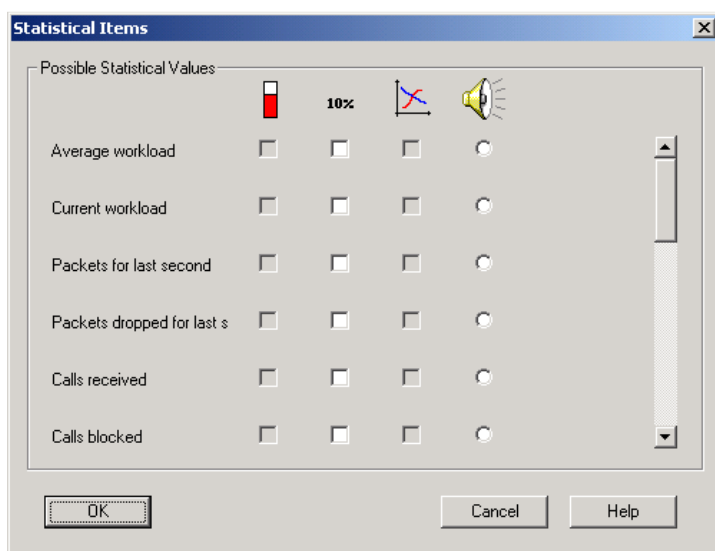 Statistical Items
Possible Statistical Values
10%
Average workload
Current workload
Packets for last second
Packets dropped for last s
Calls received
Calls blocked
OK Cancel Help